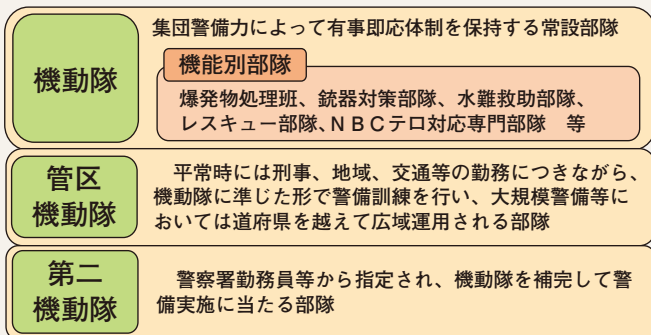 機動隊
集団警備力によって有事即応体制を保持する常設部隊
機能別部隊
爆発物処理班、銃器対策部隊、水難救助部隊、
レスキュー部隊、ＮＢＣテロ対応専門部隊　等
管区
機動隊
平常時には刑事、地域、交通等の勤務につきながら、
機動隊に準じた形で警備訓練を行い、大規模警備等に
おいては道府県を越えて広域運用される部隊
第二
機動隊
警察署勤務員等から指定され、機動隊を補完して警
備実施に当たる部隊